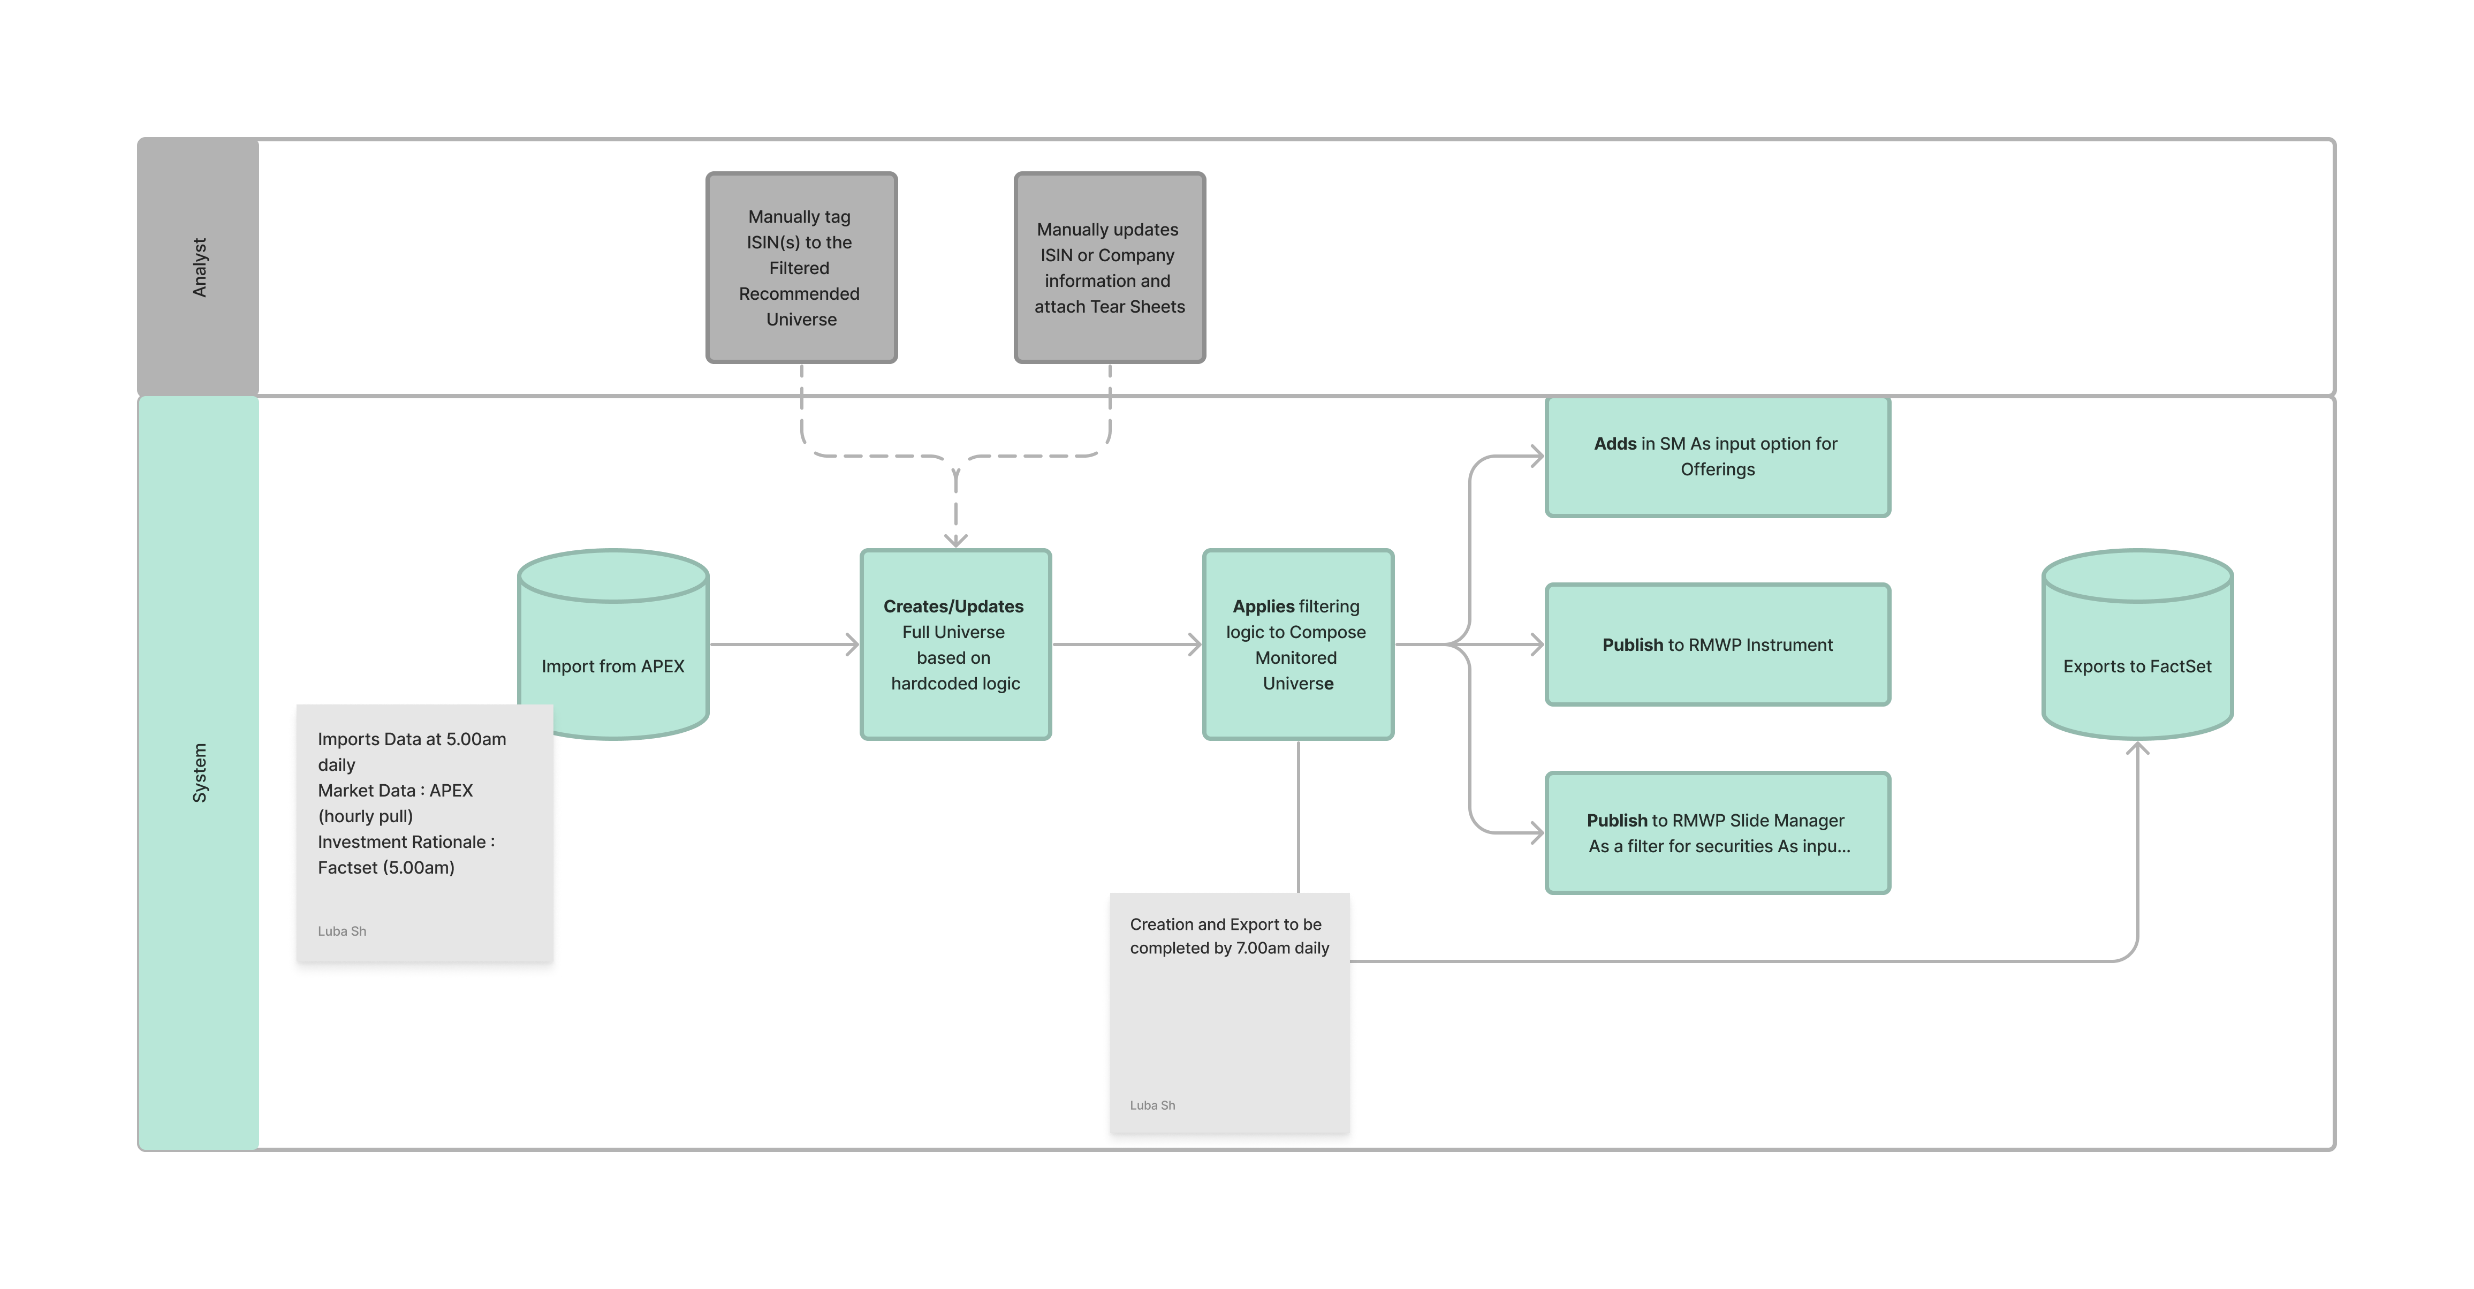 Analyst
Manually tag
ISIN(s) to the
Filtered
Recommended
Universe
Manually updates
ISIN or Company
information and
attach Tear Sheets
System
Import from APEX
Imports Data at 5.00am
daily
Market Data : APEX
(hourly pull)
Investment Rationale :
Factset (5.00am)
Luba Sh
Creates/Updates
Full Universe
based on
hardcoded logic
Applies filtering
logic to Compose
Monitored
Universe
Creation and Export to be
completed by 7.00am daily
Luba Sh
Adds in SM As input option for
Offerings
Publish to RMWP Instrument
Publish to RMWP Slide Manager
As a filter for securities As inpu...
Exports to FactSet